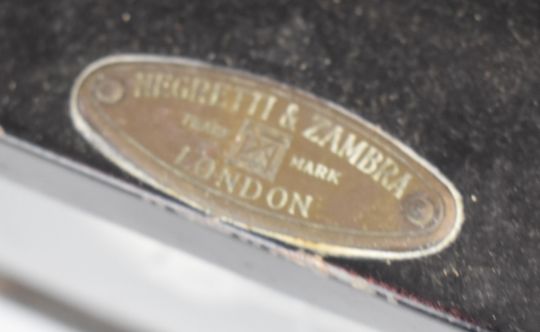 NEGRETTI & ZAMBRA
TRADE MARK
LONDON